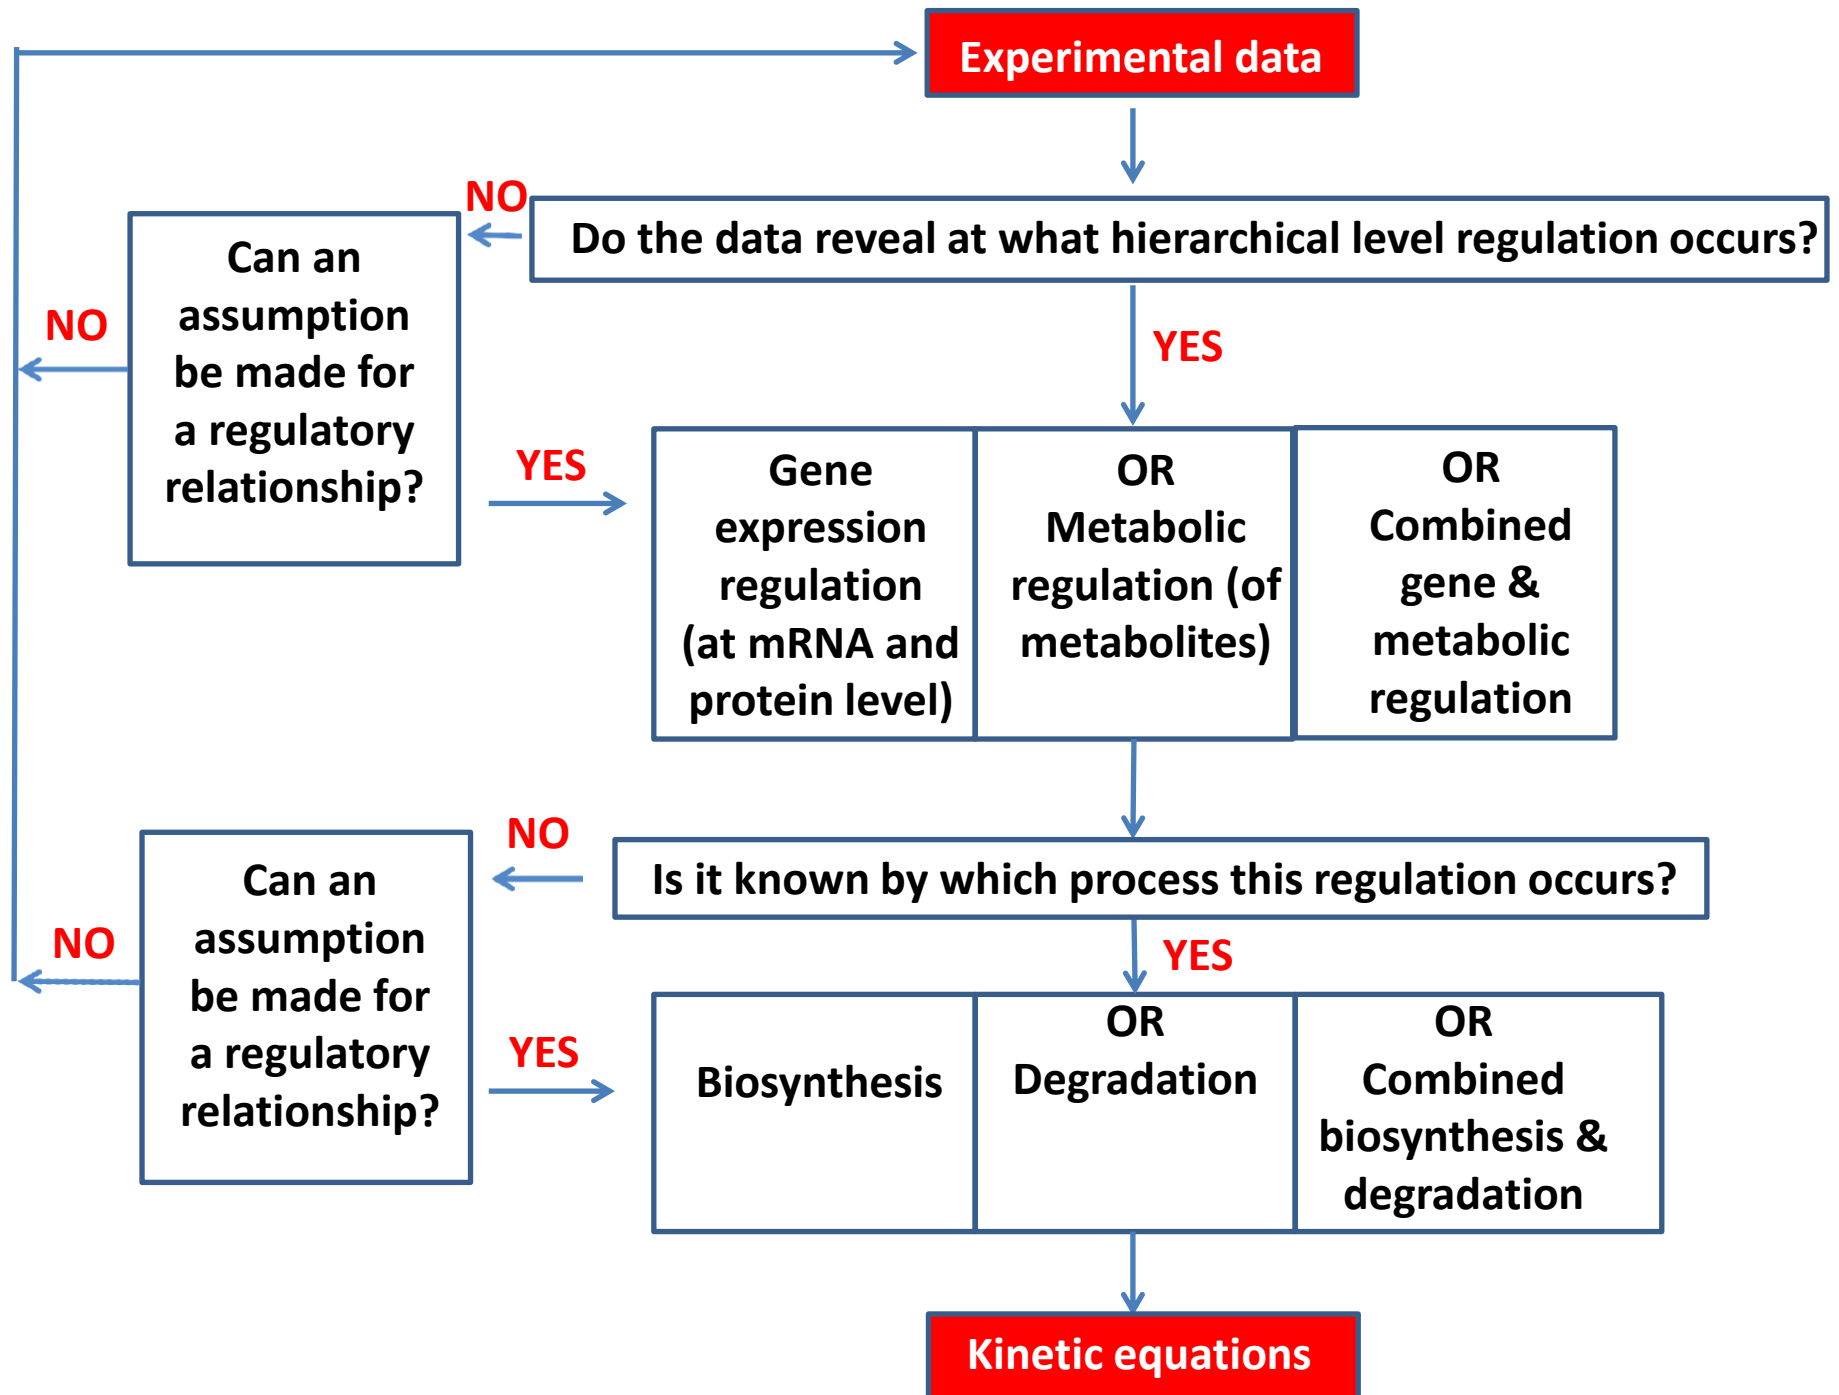 Experimental data
NO
Do the data reveal at what hierarchical level regulation occurs?
Can an
assumption
be made for
a regulatory
relationship?
NO
YES
YES
Gene
expression
regulation
(at mRNA and
protein level)
OR
Metabolic
regulation (of
metabolites)
OR
Combined
gene &
metabolic
regulation
NO
Is it known by which process this regulation occurs?
Can an
assumption
be made for
a regulatory
relationship?
NO
YES
YES
Biosynthesis
OR
Degradation
OR
Combined
biosynthesis &
degradation
Kinetic equations